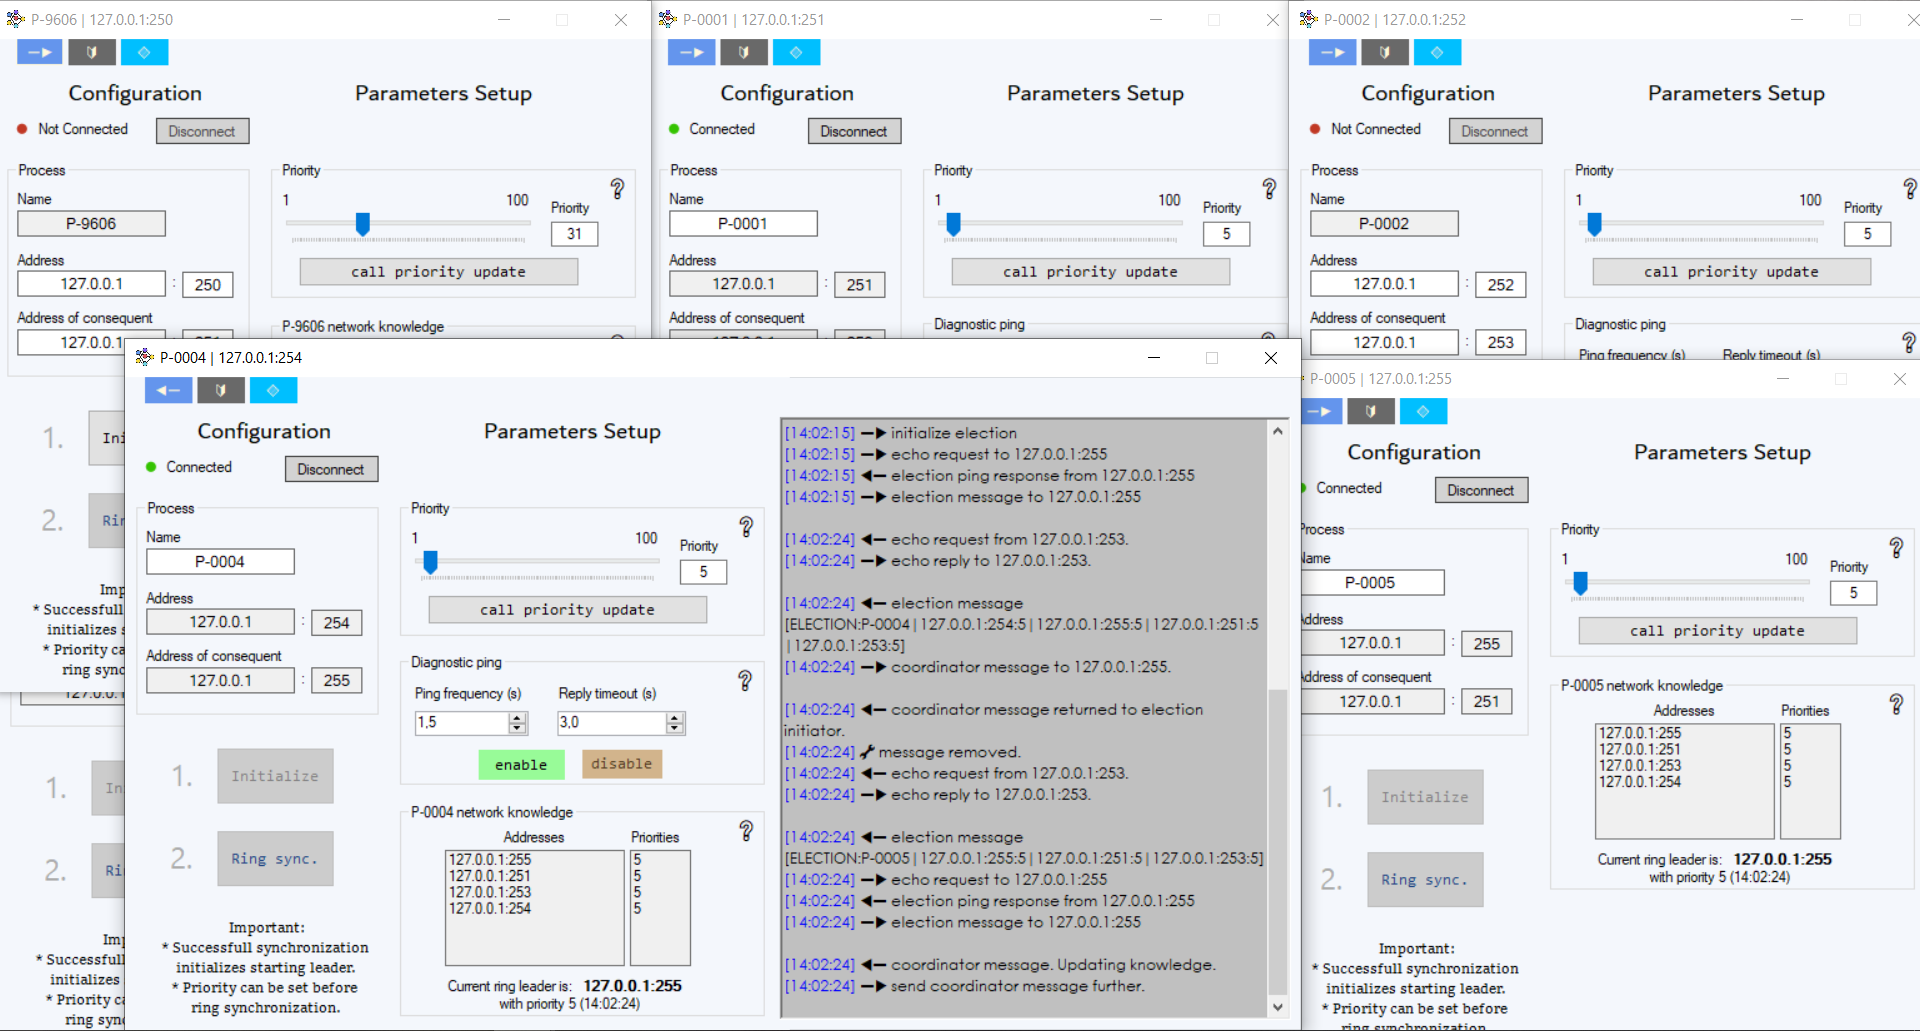 P-9606 | 127.0.0.1:250
Configuration
Parameters Setup
Not Connected
Disconnect
Process
Name
P-9606
Address
127.0.0.1 : 250
Address of consequent
127.0.0.1
Priority
1 100
Priority
31
call priority update
P-9606 network knowledge
1.
2.
* Successfull
initializes
* Priority
ring
127.0.0.1
1.
2.
* Successfull
initializes
* Priority
ring
P-0001 | 127.0.0.1:251
Configuration
Parameters Setup
Connected
Disconnect
Process
Name
P-0001
Address
127.0.0.1 : 251
Address of consequent
Priority
1 100
Priority
5
call priority update
Diagnostic ping
P-0002 | 127.0.0.1:252
Configuration
Parameters Setup
Not Connected
Disconnect
Process
Name
P-0002
Address
127.0.0.1 : 252
Address of consequent
127.0.0.1 : 253
Priority
1 100
Priority
5
call priority update
Diagnostic ping
Ping frequency (s) Reply timeout (s)
P-0004 | 127.0.0.1:254
Configuration
Parameters Setup
Connected
Disconnect
Process
Name
P-0004
Address
127.0.0.1 : 254
Address of consequent
127.0.0.1 : 255
1. Initialize
2. Ring sync.
Important:
* Successfull synchronization
initializes starting leader.
* Priority can be set before
ring synchronization.
Priority
1 100
Priority
5
call priority update
Diagnostic ping
Ping frequency (s) Reply timeout (s)
1,5 3,0
enable disable
P-0004 network knowledge
Addresses Priorities
127.0.0.1:255 5
127.0.0.1:251 5
127.0.0.1:253 5
127.0.0.1:254 5
Current ring leader is: 127.0.0.1:255
with priority 5 (14:02:24)
[14:02:15] initialize election
[14:02:15] echo request to 127.0.0.1:255
[14:02:15] election ping response from 127.0.0.1:255
[14:02:15] election message to 127.0.0.1:255
[14:02:24] echo request from 127.0.0.1:253.
[14:02:24] echo reply to 127.0.0.1:253.
[14:02:24] election message
[ELECTION:P-0004|127.0.0.1:254:5|127.0.0.1:255:5|127.0.0.1:251:5
|127.0.0.1:253:5]
[14:02:24] coordinator message to 127.0.0.1:255.
[14:02:24] coordinator message returned to election
initiator.
[14:02:24] message removed.
[14:02:24] echo request from 127.0.0.1:253.
[14:02:24] echo reply to 127.0.0.1:253.
[14:02:24] election message
[ELECTION:P-0005|127.0.0.1:255:5|127.0.0.1:251:5|127.0.0.1:253:5]
[14:02:24] echo request to 127.0.0.1:255
[14:02:24] election ping response from 127.0.0.1:255
[14:02:24] election message to 127.0.0.1:255
[14:02:24] coordinator message. Updating knowledge.
[14:02:24] send coordinator message further.
P-0005 | 127.0.0.1:255
Configuration
Parameters Setup
Connected
Disconnect
Process
Name
P-0005
Address
127.0.0.1 : 255
Address of consequent
127.0.0.1 : 251
1. Initialize
2. Ring sync.
Important:
* Successfull synchronization
initializes starting leader.
* Priority can be set before
ring synchronization.
Priority
1 100
Priority
5
call priority update
P-0005 network knowledge
Addresses Priorities
127.0.0.1:255 5
127.0.0.1:251 5
127.0.0.1:253 5
127.0.0.1:254 5
Current ring leader is: 127.0.0.1:255
with priority 5 (14:02:24)